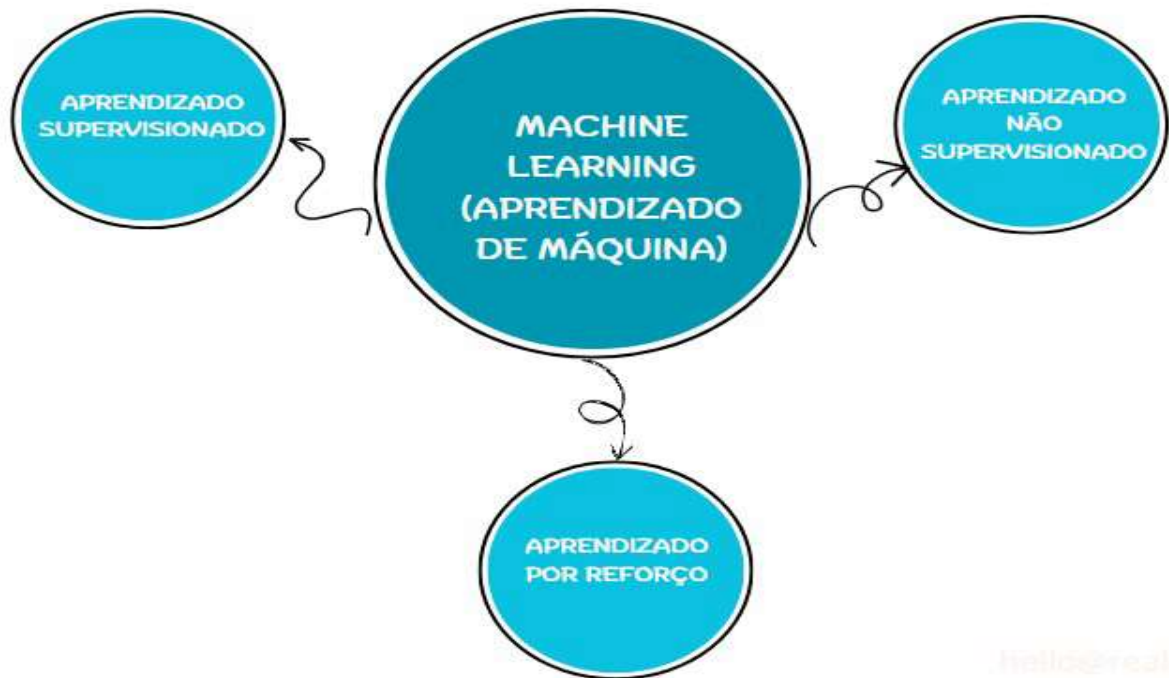 APRENDIZADO
SUPERVISIONADO
MACHINE
LEARNING
(APRENDIZADO
DE MÁQUINA)
APRENDIZADO
NÃO
SUPERVISIONADO
APRENDIZADO
POR REFORÇO